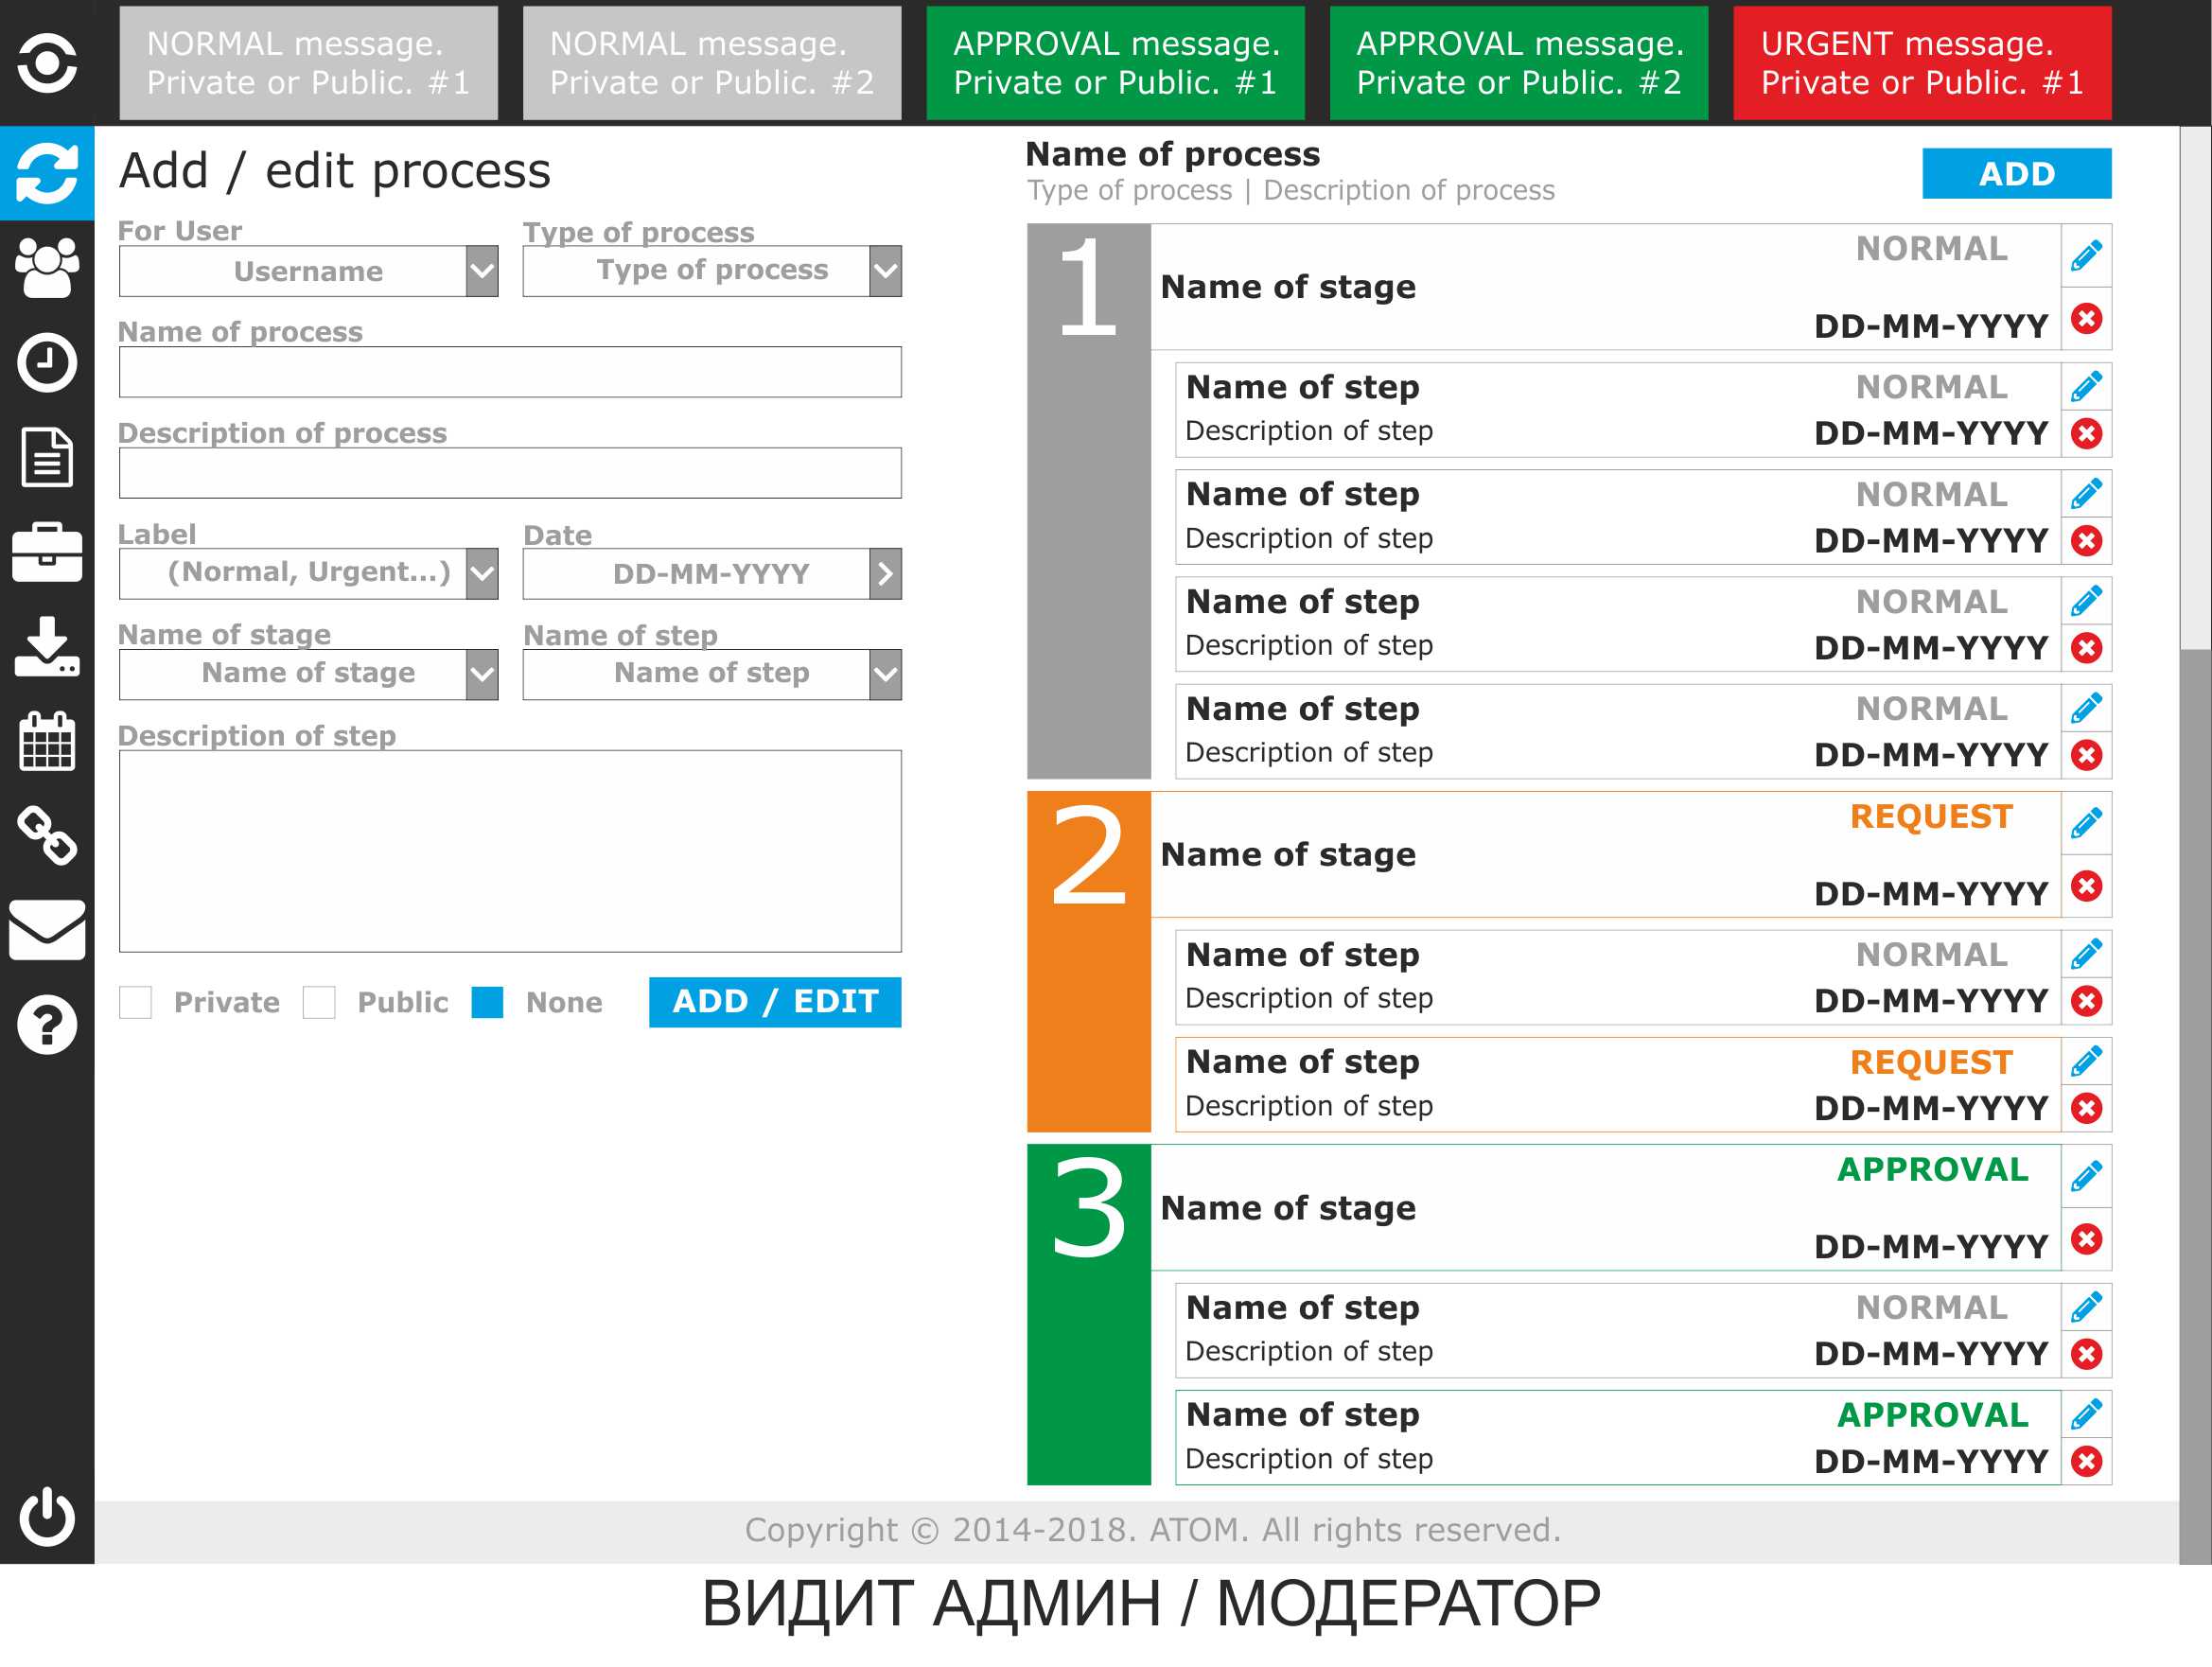 NORMAL message.
Private or Public. #1
NORMAL message.
Private or Public. #2
APPROVAL message.
Private or Public. #1
APPROVAL message.
Private or Public. #2
URGENT message.
Private or Public. #1
Add / edit process
For User
Username
Type of process
Type of process
Name of process
Description of process
Label
(Normal, Urgent...)
Date
DD-MM-YYYY
Name of stage
Name of stage
Name of step
Name of step
Description of step
Private
Public
None
ADD / EDIT
Name of process
Type of process | Description of process
ADD
1
Name of stage
NORMAL
DD-MM-YYYY
Name of step
NORMAL
Description of step
DD-MM-YYYY
Name of step
NORMAL
Description of step
DD-MM-YYYY
Name of step
NORMAL
Description of step
DD-MM-YYYY
Name of step
NORMAL
Description of step
DD-MM-YYYY
2
Name of stage
REQUEST
DD-MM-YYYY
Name of step
NORMAL
Description of step
DD-MM-YYYY
Name of step
REQUEST
Description of step
DD-MM-YYYY
3
Name of stage
APPROVAL
DD-MM-YYYY
Name of step
NORMAL
Description of step
DD-MM-YYYY
Name of step
APPROVAL
Description of step
DD-MM-YYYY
Copyright © 2014-2018. ATOM. All rights reserved.
ВИДИТ АДМИН / МОДЕРАТОР